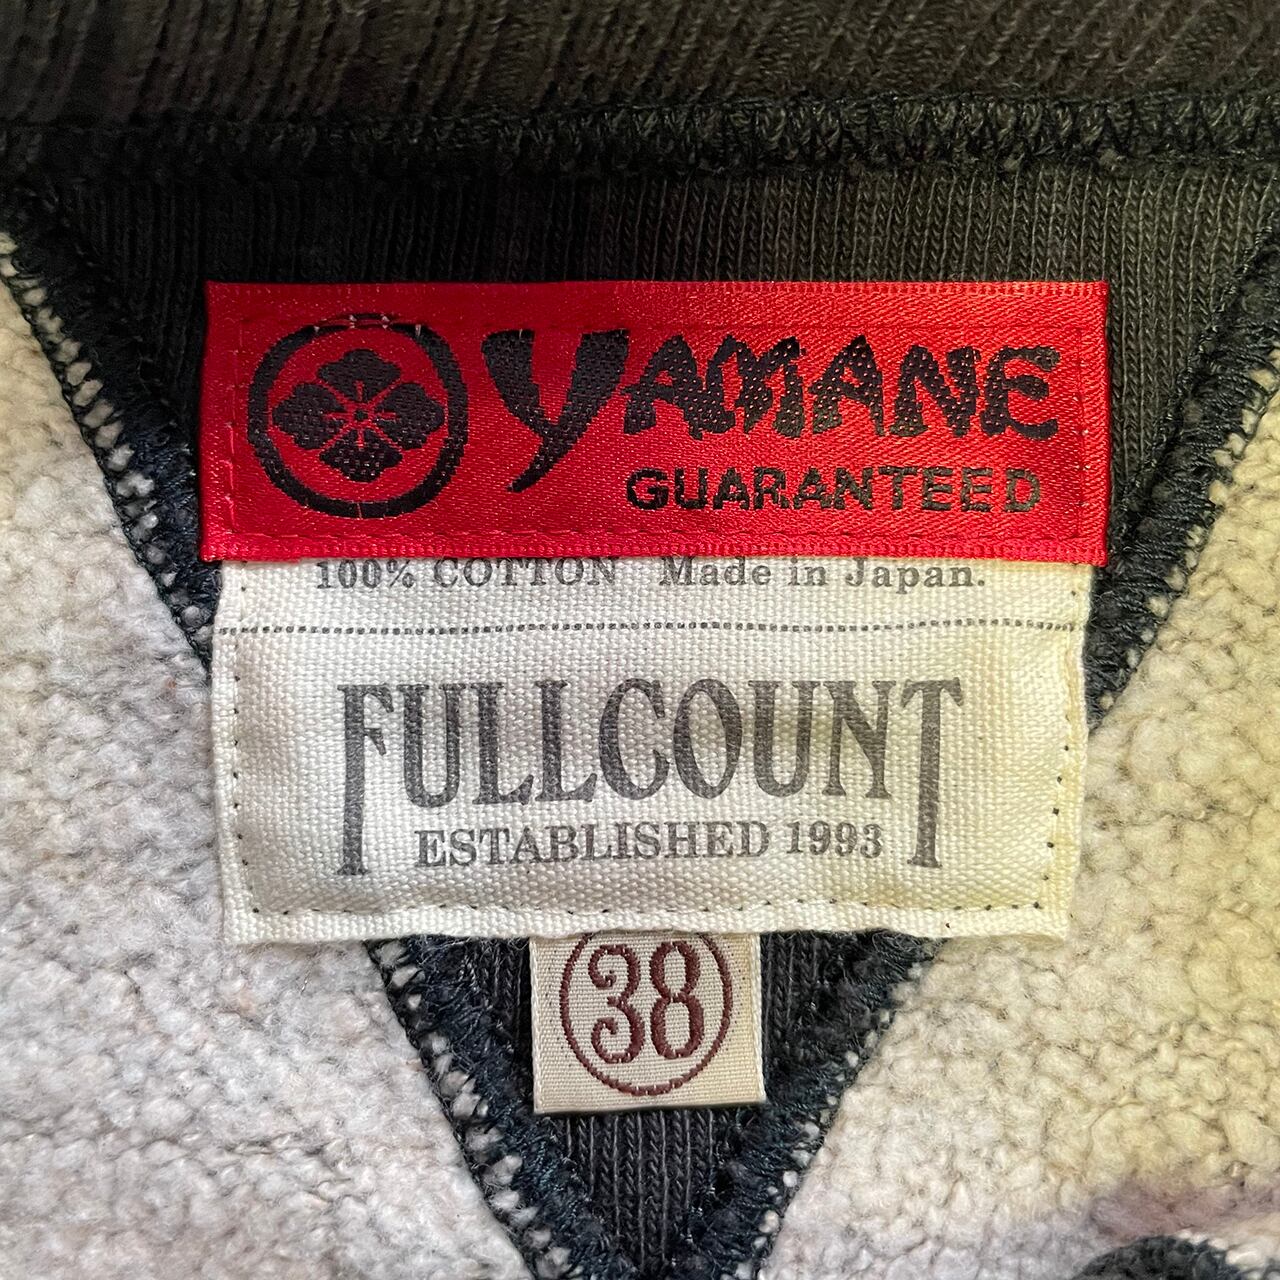 YAMANE
GUARANTEED
100% COTTON Made in Japan.
FULLCOUNT
ESTABLISHED 1993
38